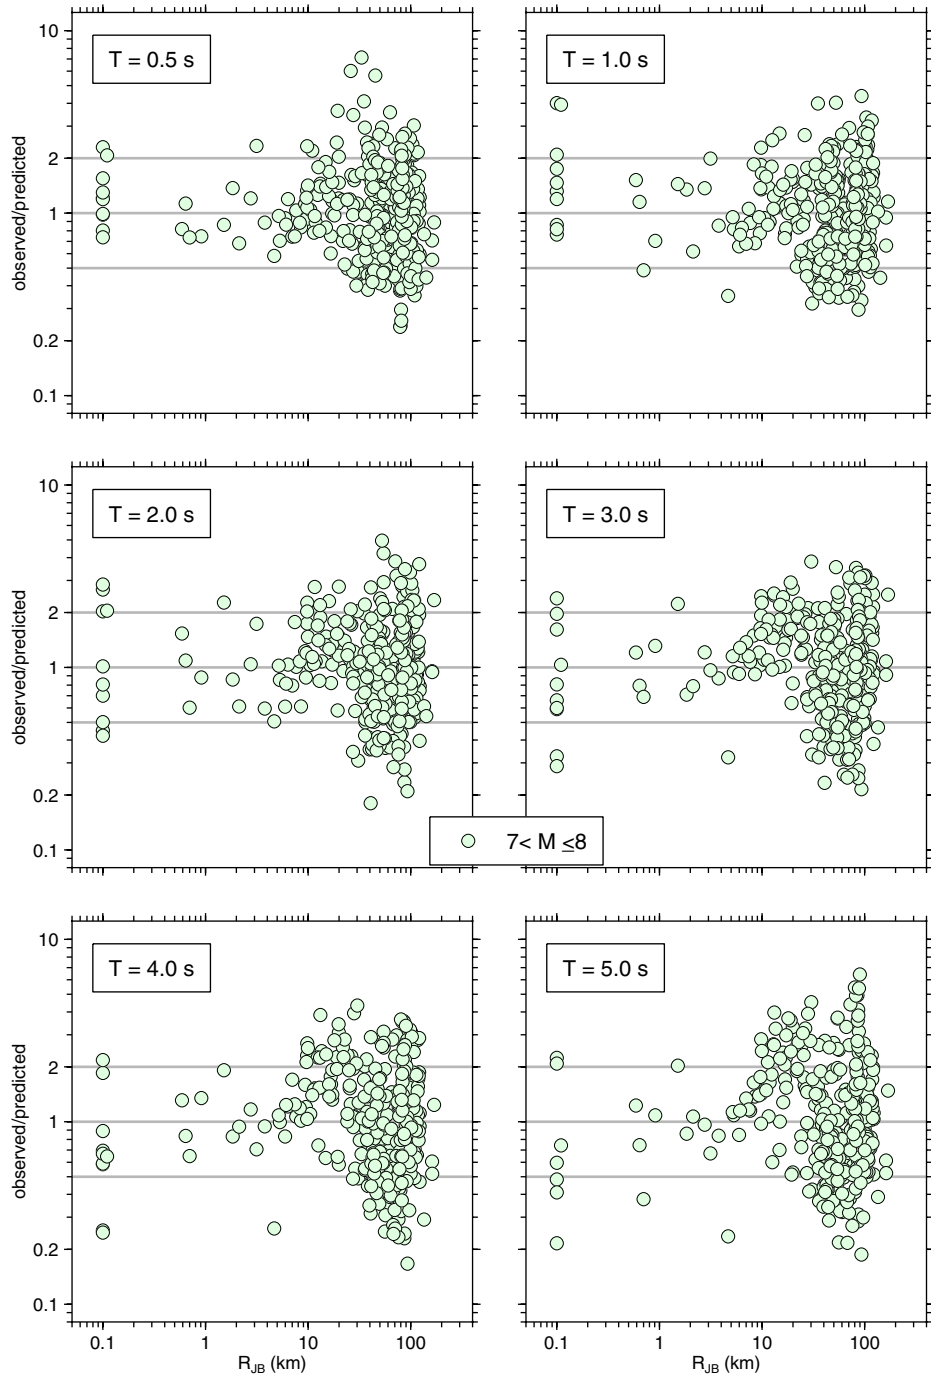 10
2
1
0.2
0.1
observed/predicted
T = 0.5 s
T = 1.0 s
10
2
1
0.2
0.1
observed/predicted
T = 2.0 s
T = 3.0 s
7< M ≤8
10
2
1
0.2
0.1
observed/predicted
T = 4.0 s
T = 5.0 s
0.1 1 10 100
R_JB (km)
0.1 1 10 100
R_JB (km)